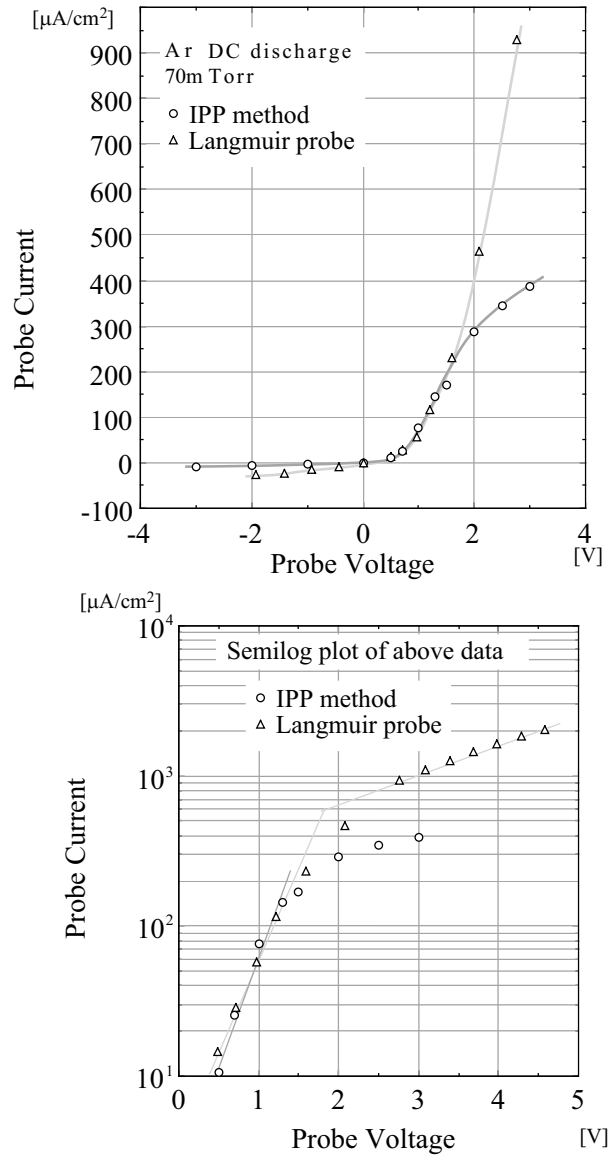 [μA/cm²]
900
800
700
600
500
400
300
200
100
0
-100
Ar DC discharge
70m Torr
IPP method
Langmuir probe
Probe Current
-4
-2
0
2
4
Probe Voltage
[V]
[μA/cm²]
10⁴
10³
10²
10¹
Semilog plot of above data
IPP method
Langmuir probe
Probe Current
0
1
2
3
4
5
Probe Voltage
[V]